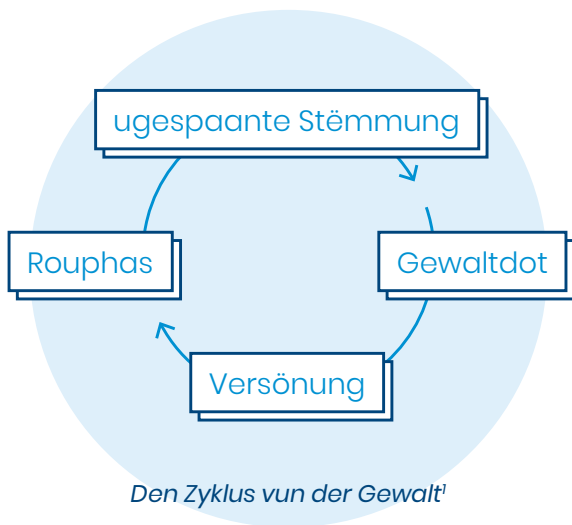 ugespaante Stëmmung
Rouphas
Gewaltdot
Versönung
Den Zyklus vun der Gewalt¹